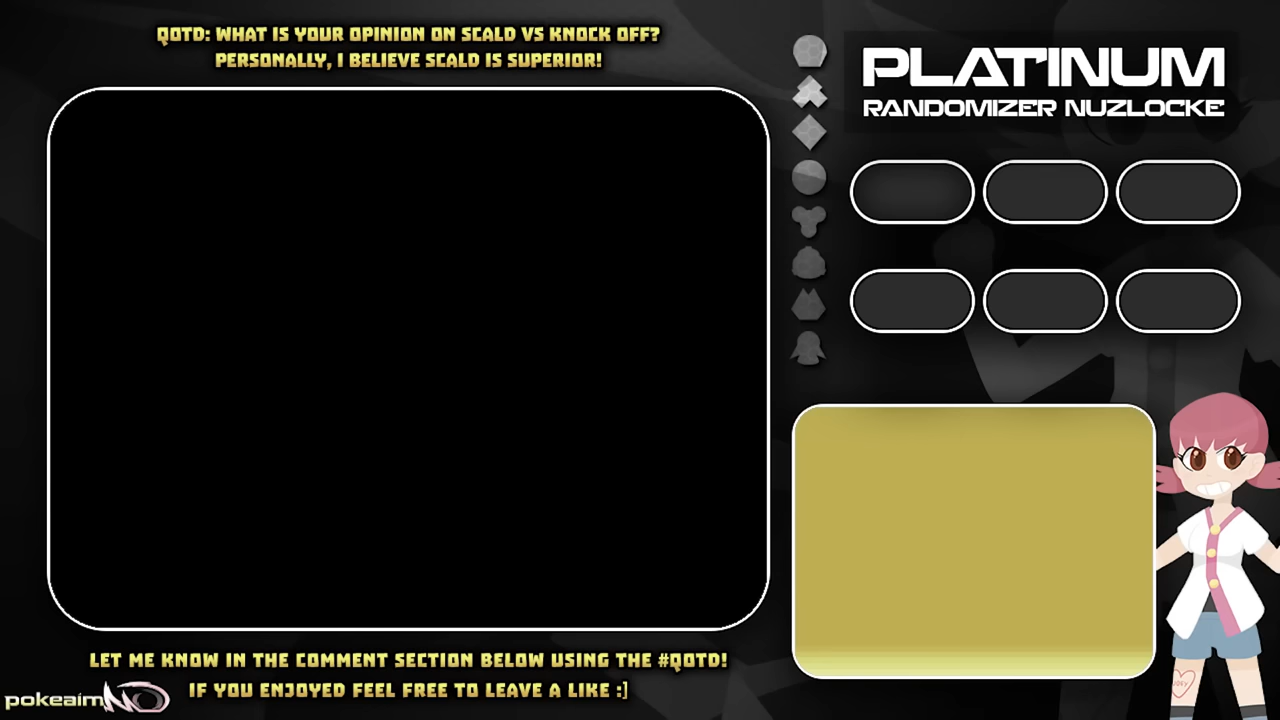 QOTD: WHAT IS YOUR OPINION ON SCALD VS KNOCK OFF?
PERSONALLY, I BELIEVE SCALD IS SUPERIOR!
PLATINUM
RANDOMIZER NUZLOCKE
LET ME KNOW IN THE COMMENT SECTION BELOW USING THE #QOTD!
IF YOU ENJOYED FEEL FREE TO LEAVE A LIKE :]
pokeaimMD